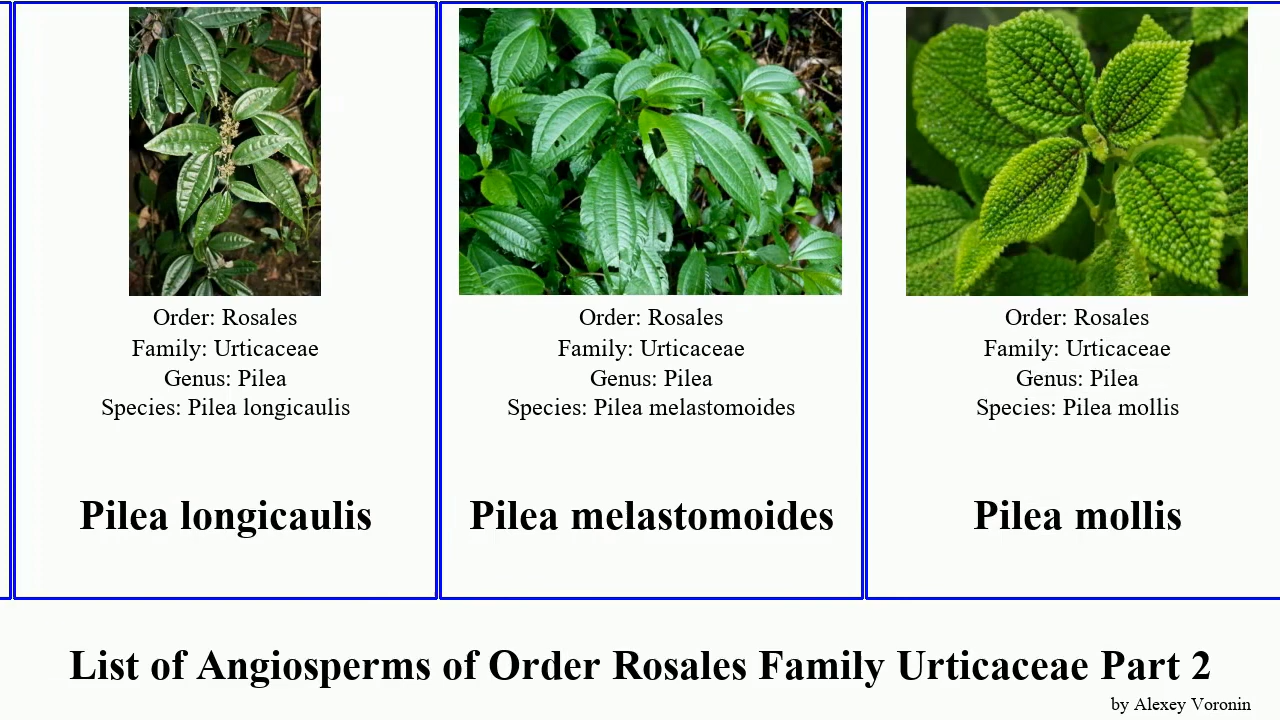 Order: Rosales
Family: Urticaceae
Genus: Pilea
Species: Pilea longicaulis
Pilea longicaulis
Order: Rosales
Family: Urticaceae
Genus: Pilea
Species: Pilea melastomoides
Pilea melastomoides
Order: Rosales
Family: Urticaceae
Genus: Pilea
Species: Pilea mollis
Pilea mollis
List of Angiosperms of Order Rosales Family Urticaceae Part 2
by Alexey Voronin